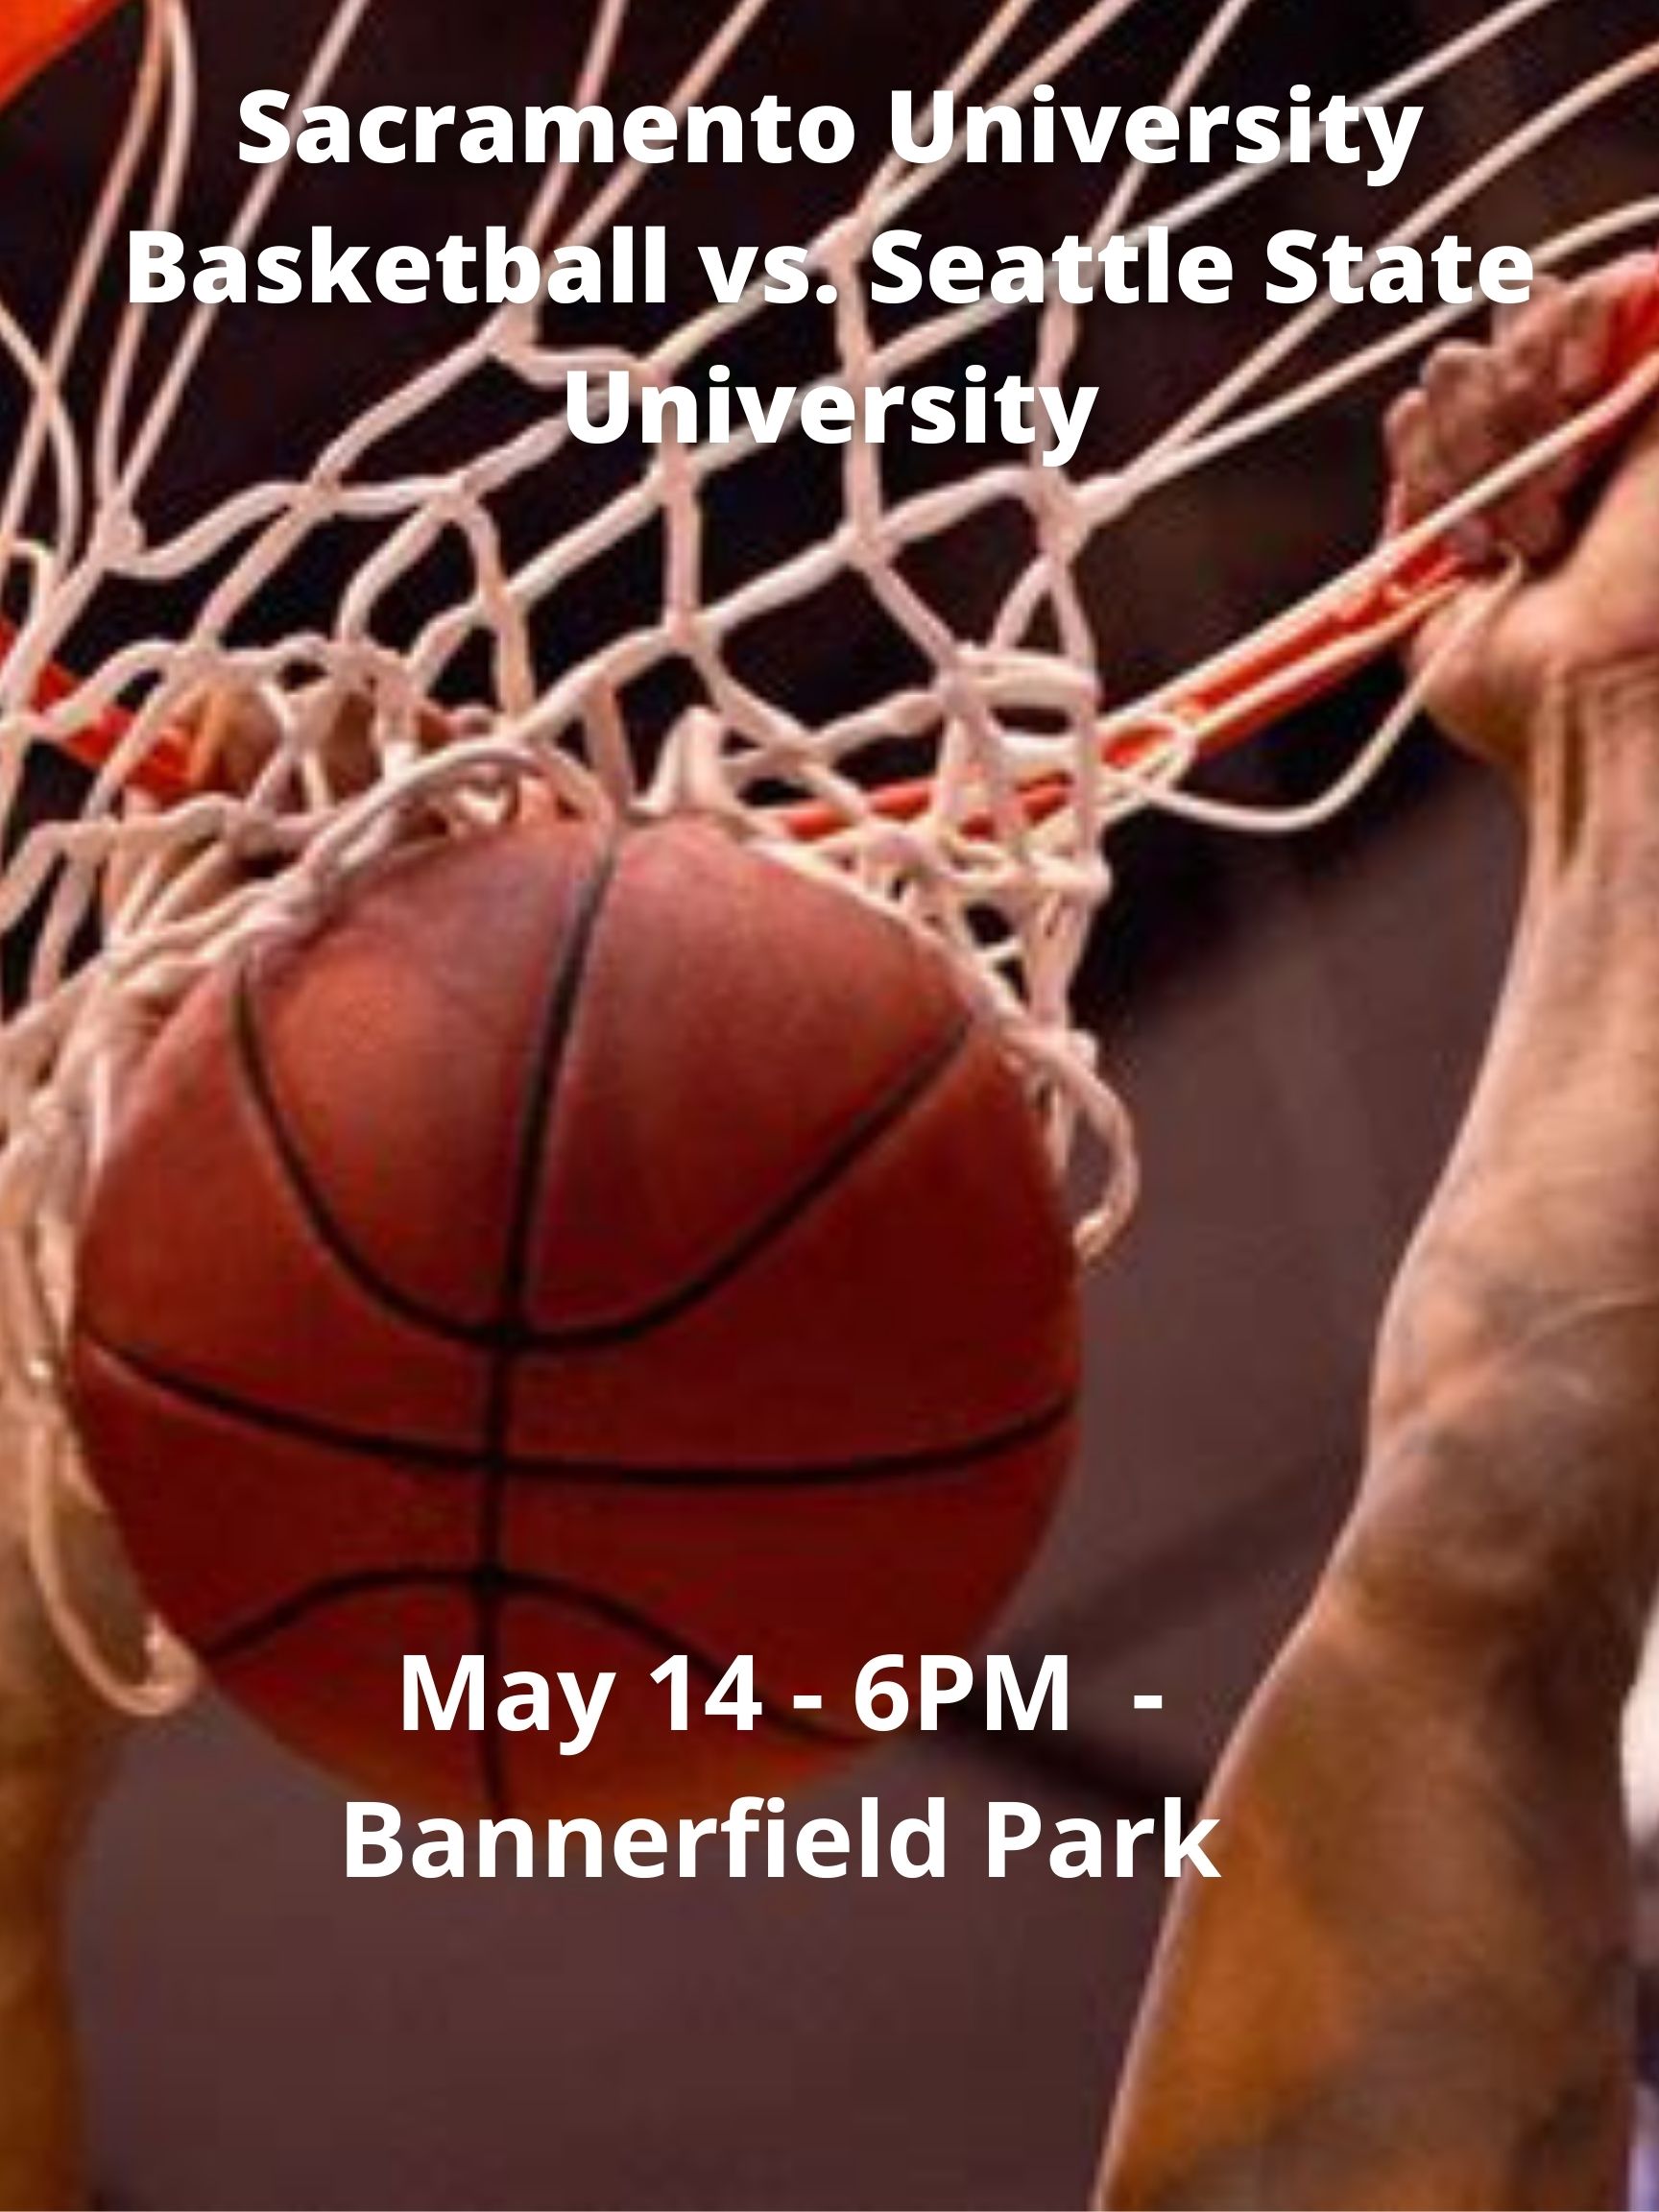 Sacramento University
Basketball vs. Seattle State
University
May 14 - 6PM  -
Bannerfield Park